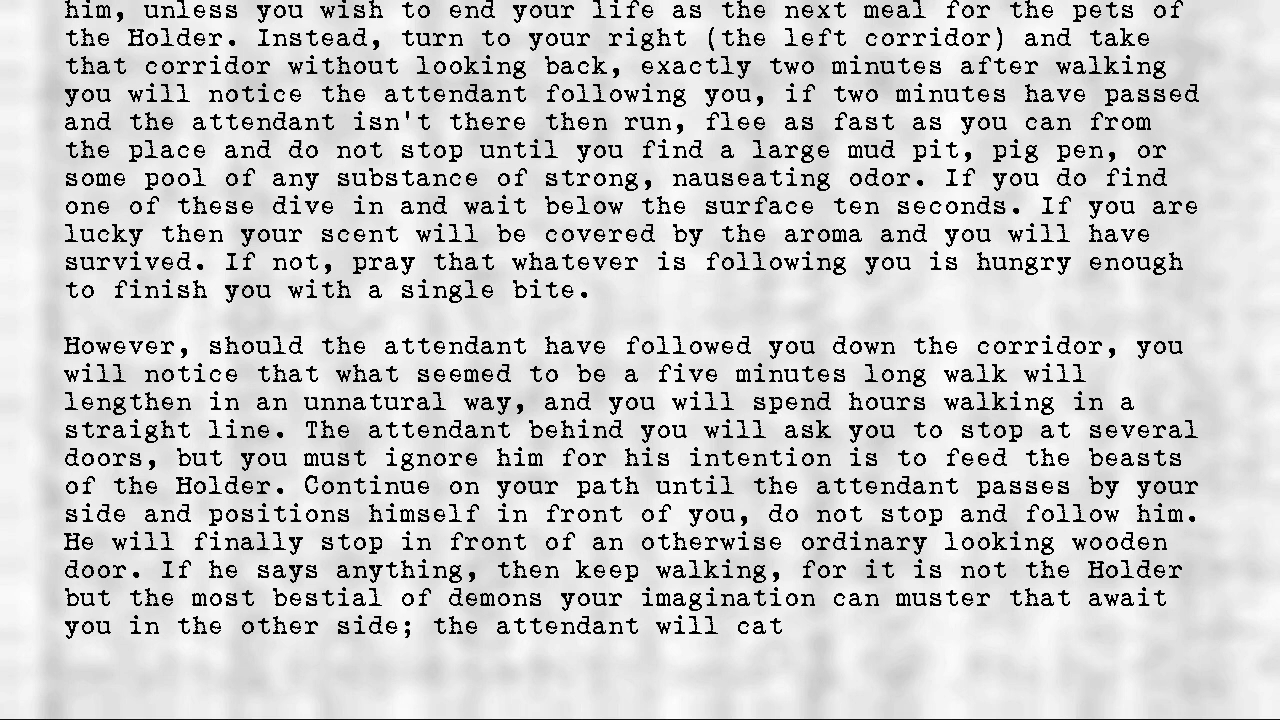 him, unless you wish to end your life as the next meal for the pets of
the Holder. Instead, turn to your right (the left corridor) and take
that corridor without looking back, exactly two minutes after walking
you will notice the attendant following you, if two minutes have passed
and the attendant isn't there then run, flee as fast as you can from
the place and do not stop until you find a large mud pit, pig pen, or
some pool of any substance of strong, nauseating odor. If you do find
one of these dive in and wait below the surface ten seconds. If you are
lucky then your scent will be covered by the aroma and you will have
survived. If not, pray that whatever is following you is hungry enough
to finish you with a single bite.
However, should the attendant have followed you down the corridor, you
will notice that what seemed to be a five minutes long walk will
lengthen in an unnatural way, and you will spend hours walking in a
straight line. The attendant behind you will ask you to stop at several
doors, but you must ignore him for his intention is to feed the beasts
of the Holder. Continue on your path until the attendant passes by your
side and positions himself in front of you, do not stop and follow him.
He will finally stop in front of an otherwise ordinary looking wooden
door. If he says anything, then keep walking, for it is not the Holder
but the most bestial of demons your imagination can muster that await
you in the other side; the attendant will cat